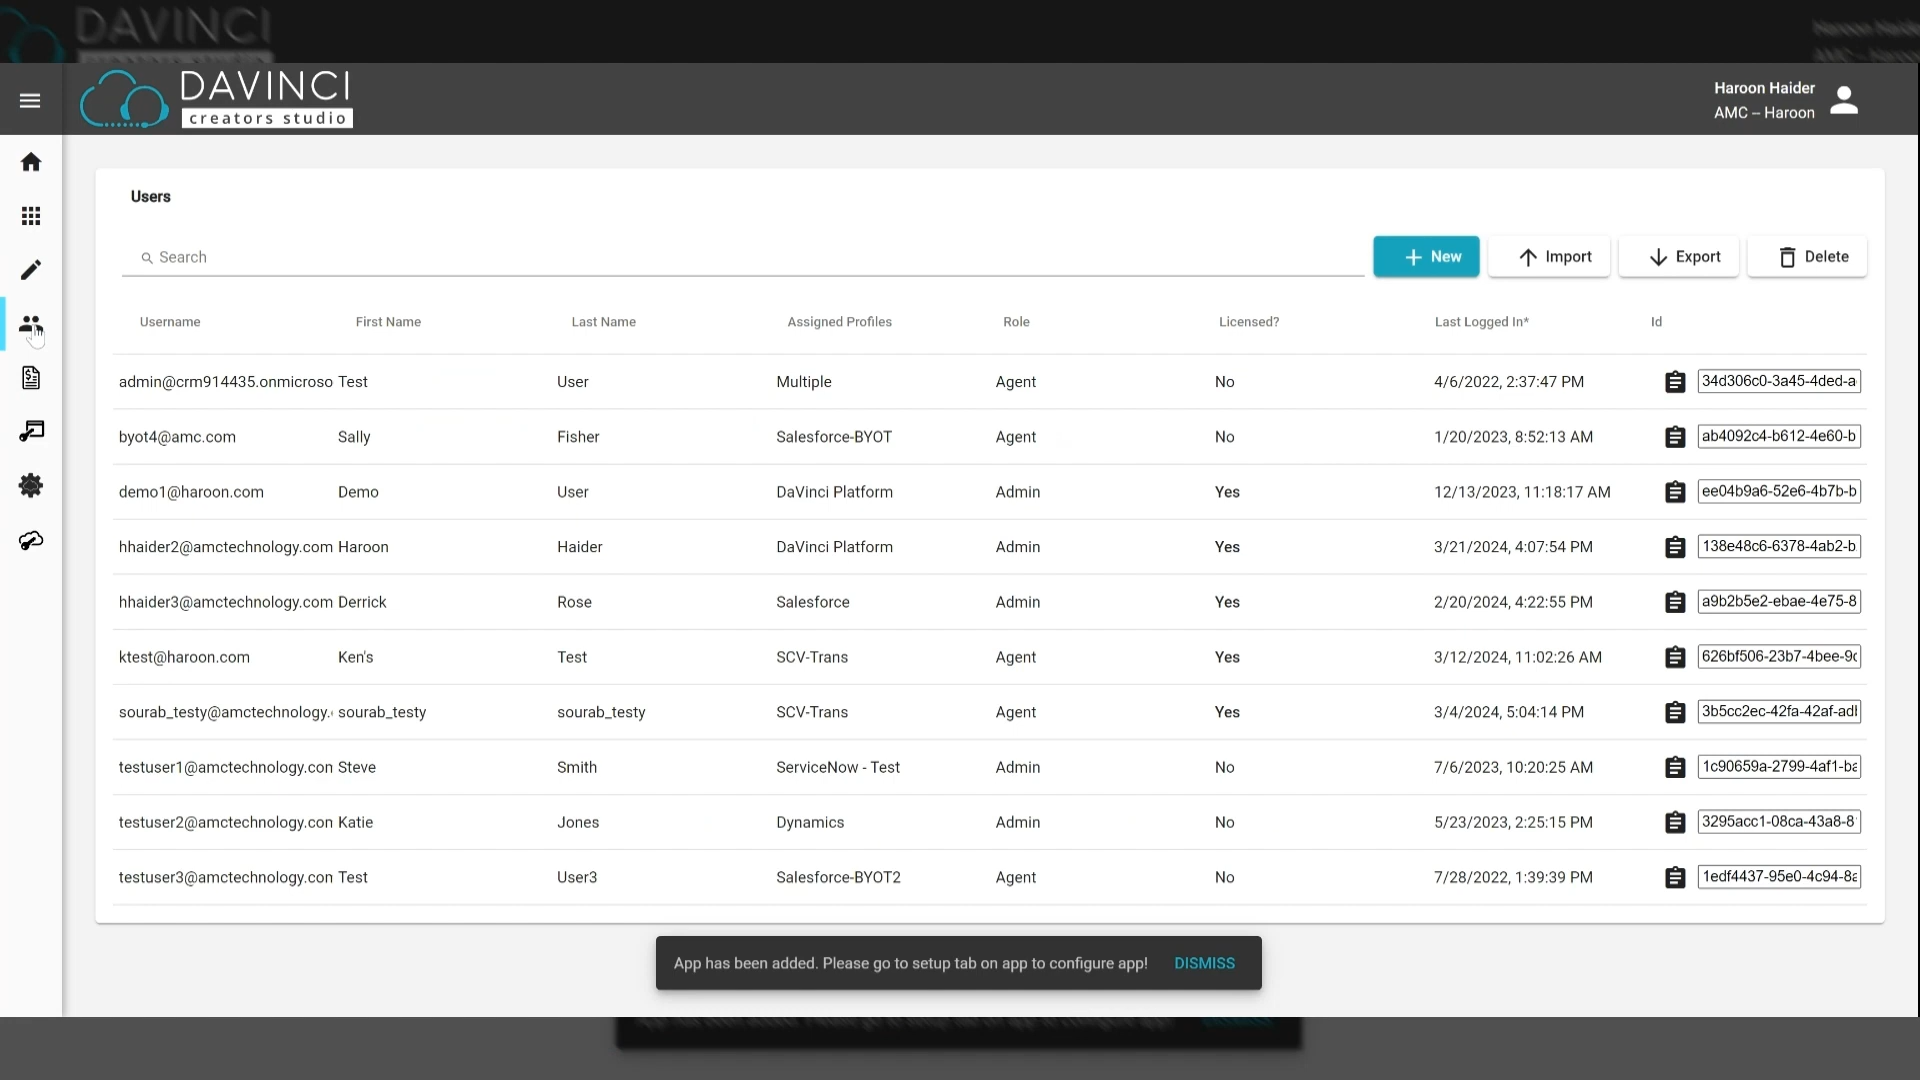 DAVINCI
Haroon Haider
AMC – Haroon
DAVINCI
creators studio
Haroon Haider
AMC – Haroon
Users
Search
New
Import
Export
Delete
Username First Name Last Name Assigned Profiles Role Licensed? Last Logged In* Id
admin@crm914435.onmicroso Test User Multiple Agent No 4/6/2022, 2:37:47 PM 34d306c0-3a45-4ded-a
byot4@amc.com Sally Fisher Salesforce-BYOT Agent No 1/20/2023, 8:52:13 AM ab4092c4-b612-4e60-b
demo1@haroon.com Demo User DaVinci Platform Admin Yes 12/13/2023, 11:18:17 AM ee04b9a6-52e6-4b7b-b
hhaider2@amctechnology.com Haroon Haider DaVinci Platform Admin Yes 3/21/2024, 4:07:54 PM 138e48c6-6378-4ab2-b
hhaider3@amctechnology.com Derrick Rose Salesforce Admin Yes 2/20/2024, 4:22:55 PM a9b2b5e2-ebae-4e75-8
ktest@haroon.com Ken's Test SCV-Trans Agent Yes 3/12/2024, 11:02:26 AM 626bf506-23b7-4bee-9c
sourab_testy@amctechnology. sourab_testy sourab_testy SCV-Trans Agent Yes 3/4/2024, 5:04:14 PM 3b5cc2ec-42fa-42af-adl
testuser1@amctechnology.con Steve Smith ServiceNow - Test Admin No 7/6/2023, 10:20:25 AM 1c90659a-2799-4af1-ba
testuser2@amctechnology.con Katie Jones Dynamics Admin No 5/23/2023, 2:25:15 PM 3295acc1-08ca-43a8-8
testuser3@amctechnology.con Test User3 Salesforce-BYOT2 Agent No 7/28/2022, 1:39:39 PM 1edf4437-95e0-4c94-8a
App has been added. Please go to setup tab on app to configure app! DISMISS